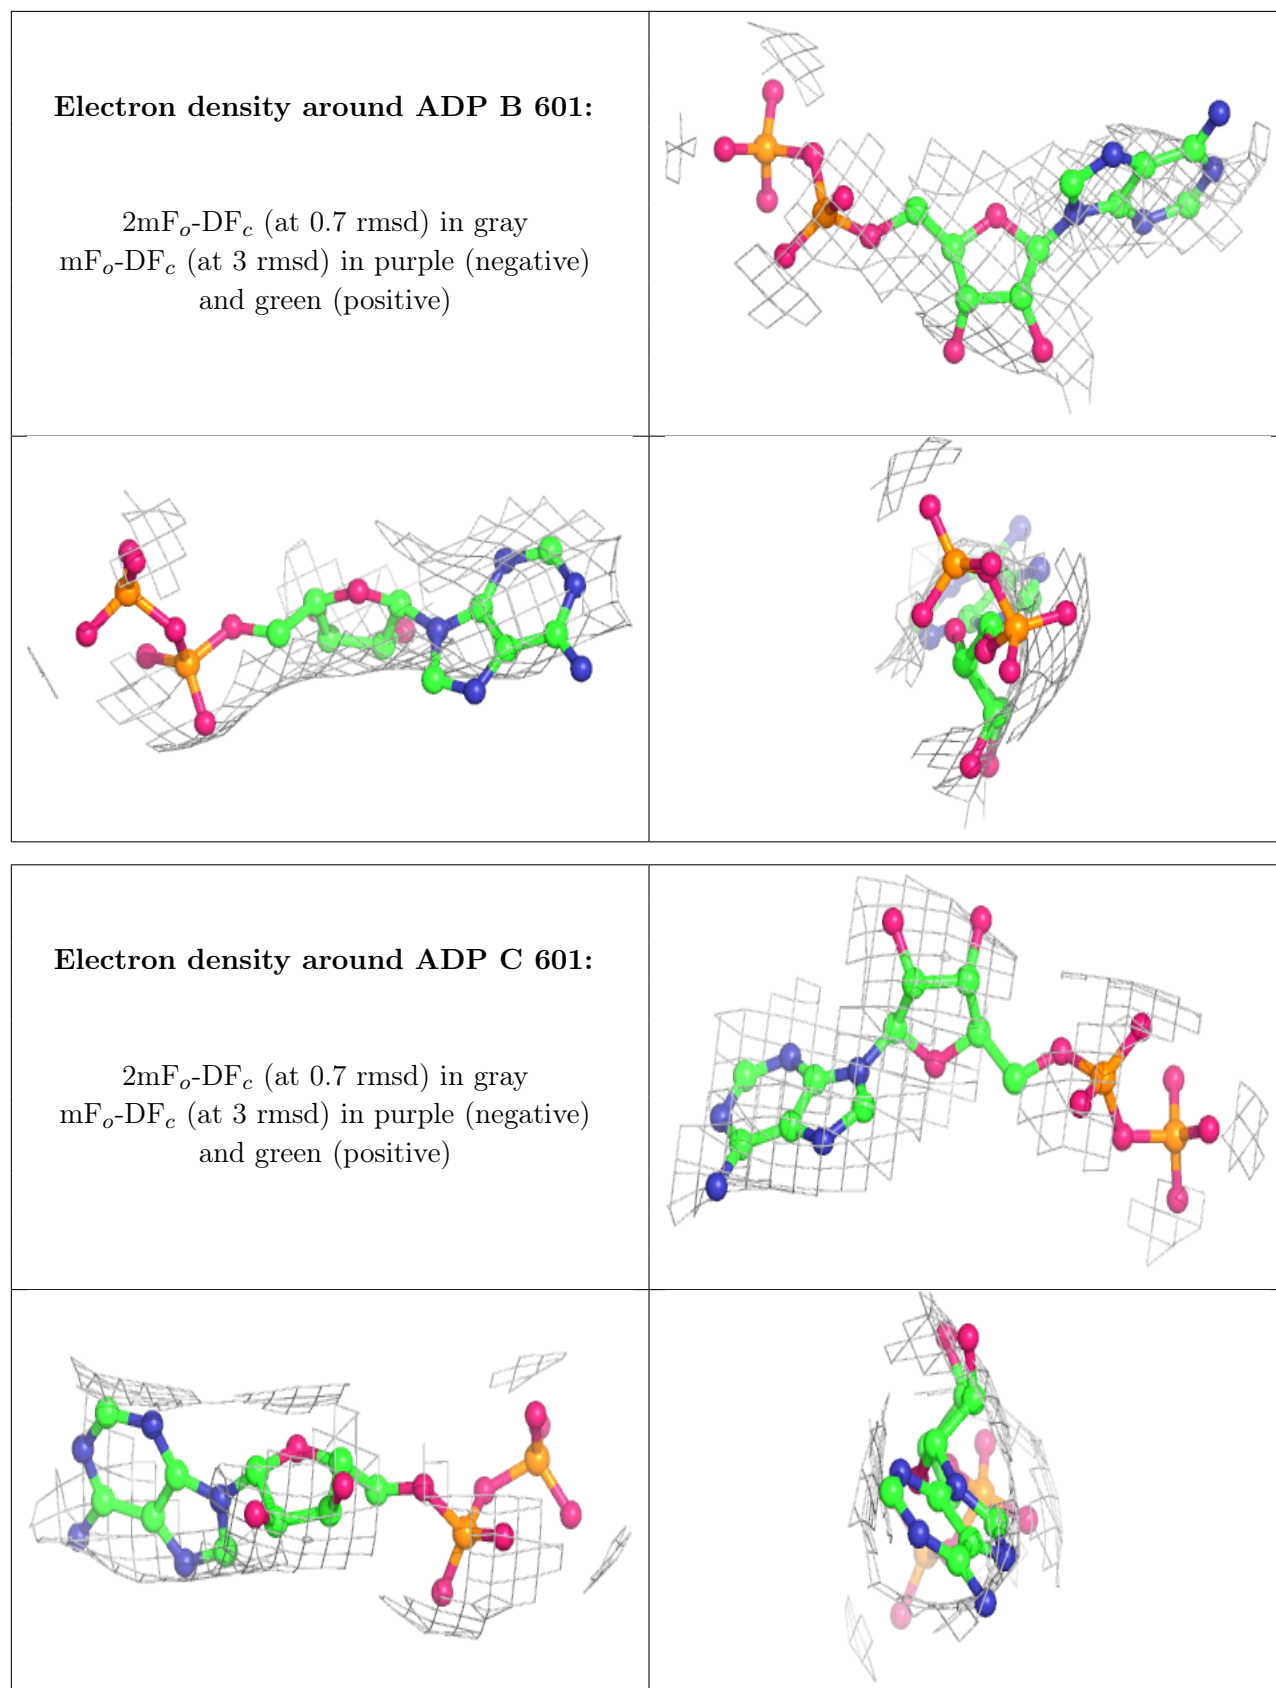 Electron density around ADP B 601:
2mFo-DFc (at 0.7 rmsd) in gray
mFo-DFc (at 3 rmsd) in purple (negative)
and green (positive)
Electron density around ADP C 601:
2mFo-DFc (at 0.7 rmsd) in gray
mFo-DFc (at 3 rmsd) in purple (negative)
and green (positive)